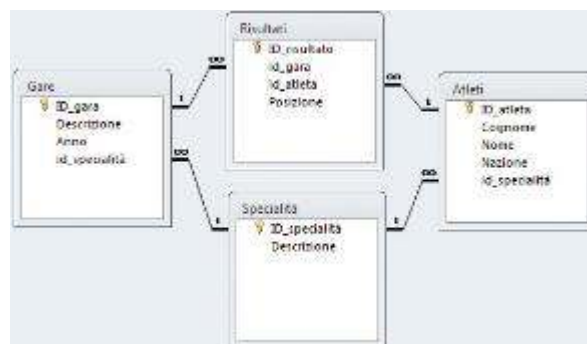 Risultati
ID_risultato
id_gara
id_atleta
Posizione
Gare
ID_gara
Descrizione
Anno
id_specialità
Atleti
ID_atleta
Cognome
Nome
Nazione
id_specialità
Specialità
ID_specialità
Descrizione
1
∞
∞
1
∞
1
∞
1